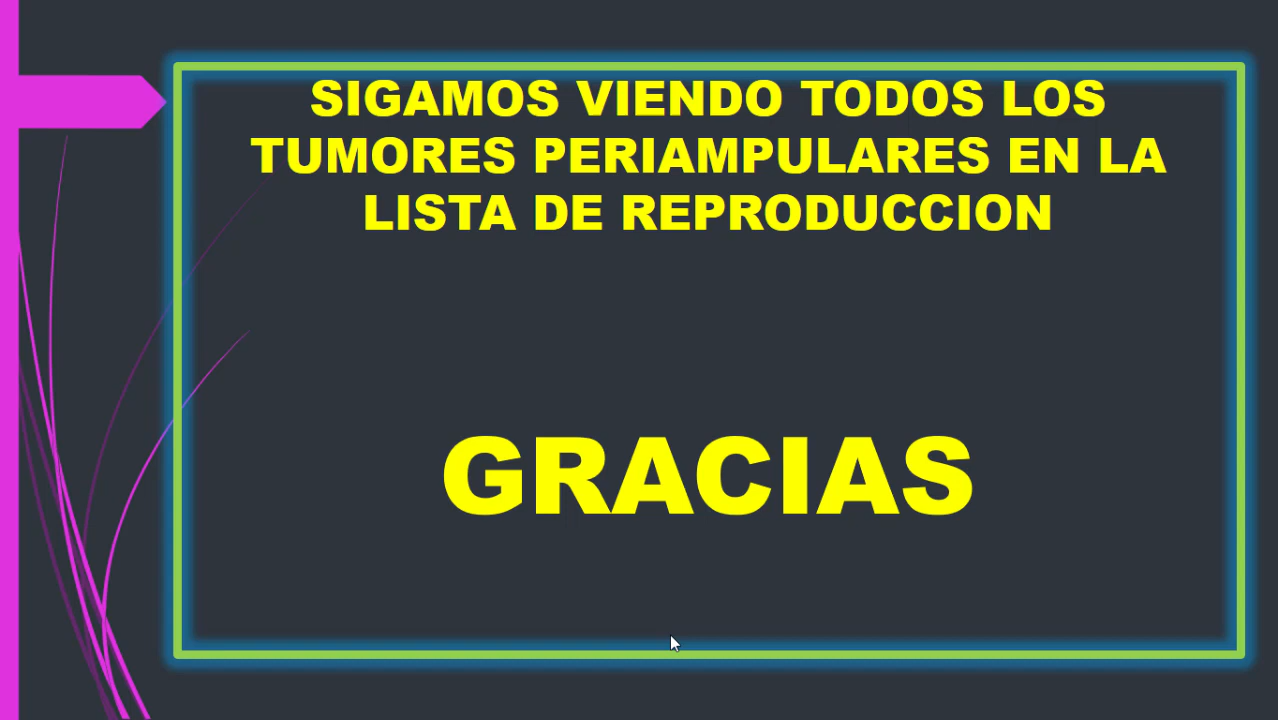 SIGAMOS VIENDO TODOS LOS
TUMORES PERIAMPULARES EN LA
LISTA DE REPRODUCCION
GRACIAS